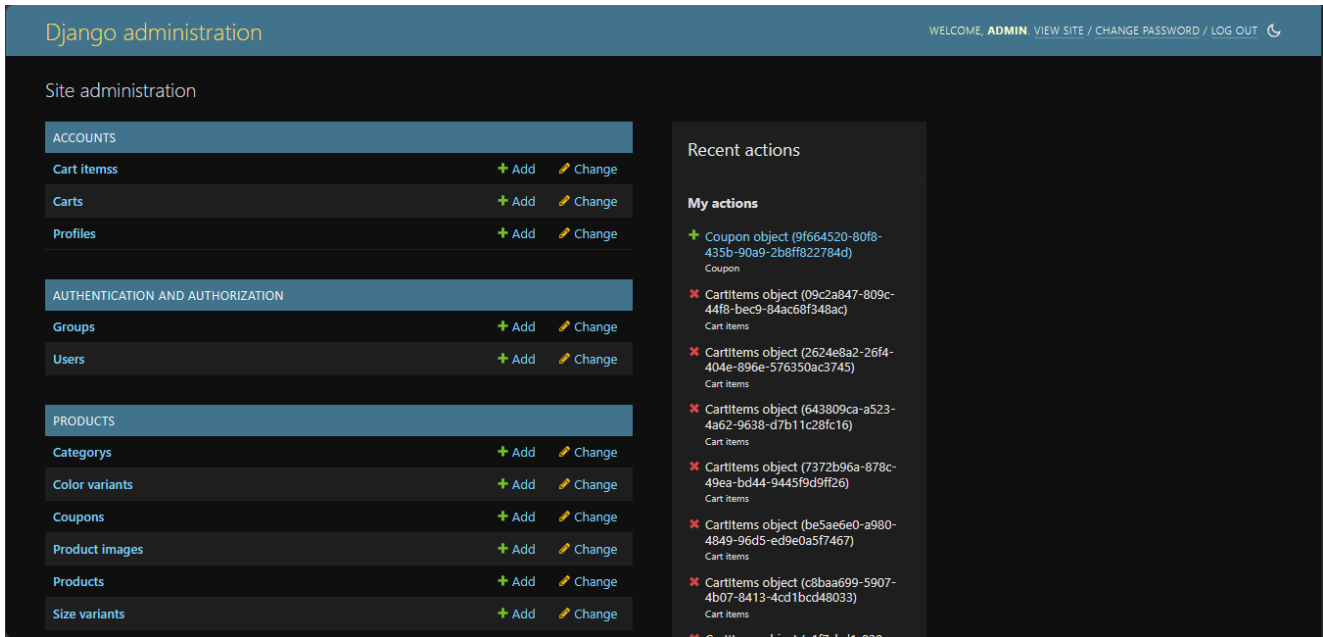 Django administration
WELCOME, ADMIN. VIEW SITE / CHANGE PASSWORD / LOG OUT
Site administration
ACCOUNTS
Cart itemss Add Change
Carts Add Change
Profiles Add Change
AUTHENTICATION AND AUTHORIZATION
Groups Add Change
Users Add Change
PRODUCTS
Categorys Add Change
Color variants Add Change
Coupons Add Change
Product images Add Change
Products Add Change
Size variants Add Change
Recent actions
My actions
Coupon object (9f664520-80f8-
435b-90a9-2b8ff822784d)
Coupon
CartItems object (09c2a847-809c-
44f8-bec9-84ac68f348ac)
Cart items
CartItems object (2624e8a2-26f4-
404e-896e-576350ac3745)
Cart items
CartItems object (643809ca-a523-
4a62-9638-d7b11c28fc16)
Cart items
CartItems object (7372b96a-878c-
49ea-bd44-9445f9d9ff26)
Cart items
CartItems object (be5ae6e0-a980-
4849-96d5-ed9e0a5f7467)
Cart items
CartItems object (c8baa699-5907-
4b07-8413-4cd1bcd48033)
Cart items